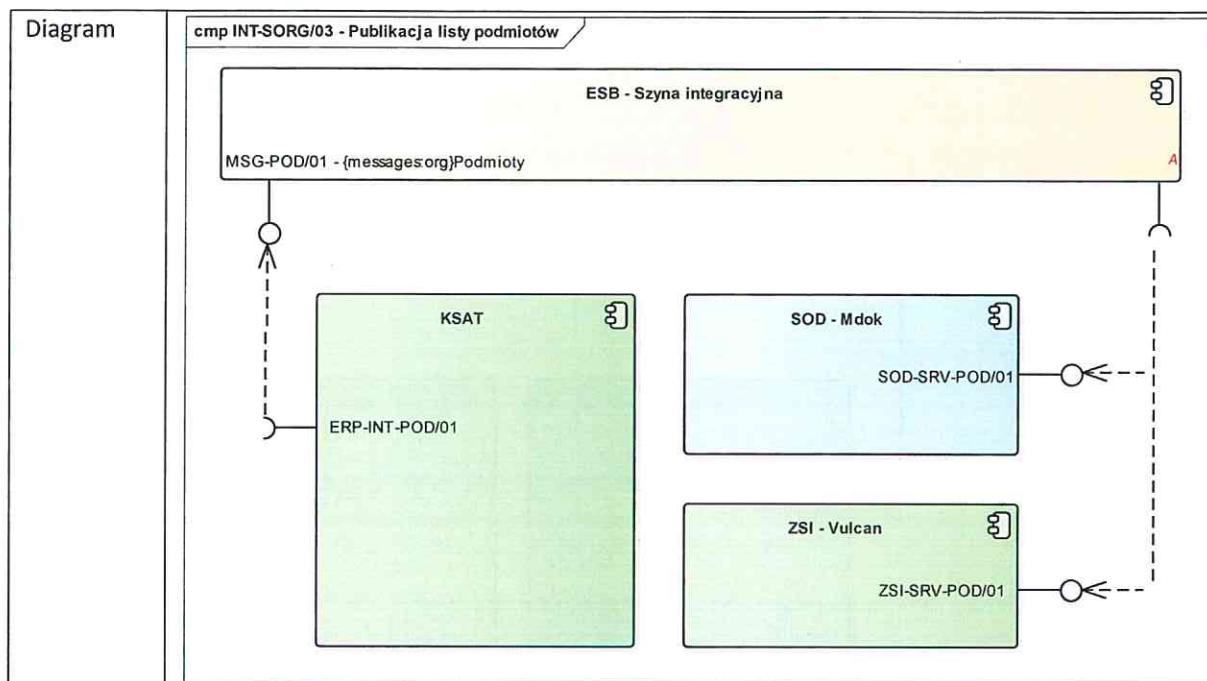 Diagram
cmp INT-SORG/03 - Publikacja listy podmiotów
ESB - Szyna integracyjna
MSG-POD/01 - {messages:org}Podmioty
A
KSAT
ERP-INT-POD/01
SOD - Mdok
SOD-SRV-POD/01
ZSI - Vulcan
ZSI-SRV-POD/01